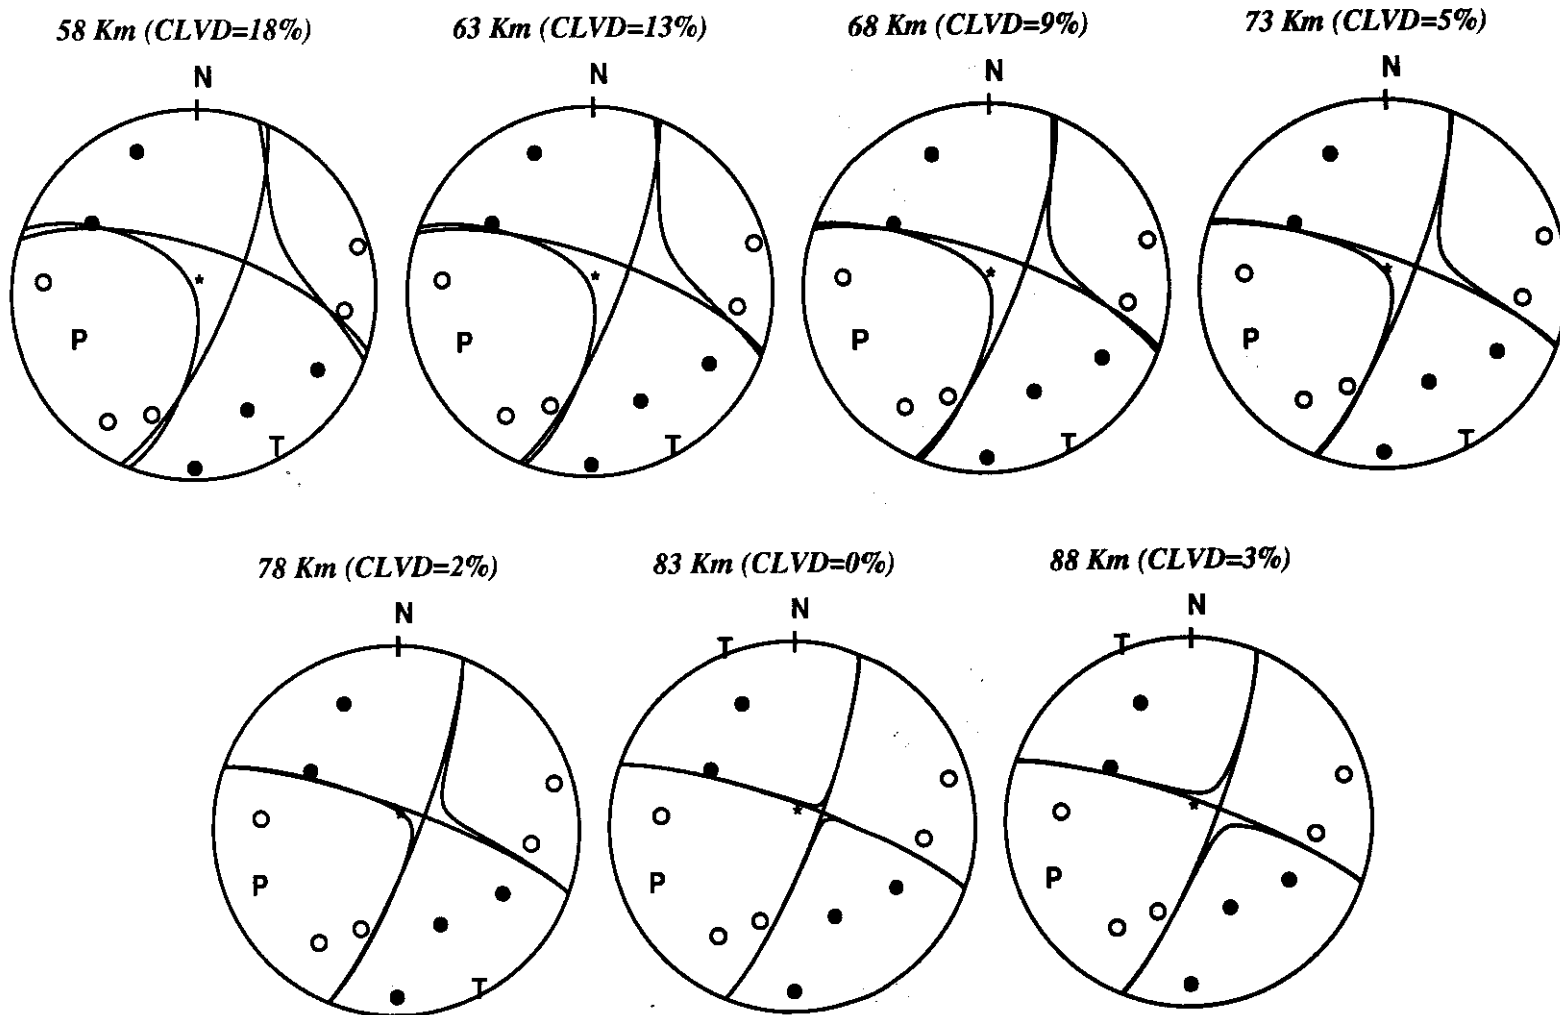 58 Km (CLVD=18%)
63 Km (CLVD=13%)
68 Km (CLVD=9%)
73 Km (CLVD=5%)
N
N
N
N
*
*
*
*
P
P
P
P
T
T
T
T
78 Km (CLVD=2%)
83 Km (CLVD=0%)
88 Km (CLVD=3%)
N
N
N
T
T
*
*
*
P
P
P
T